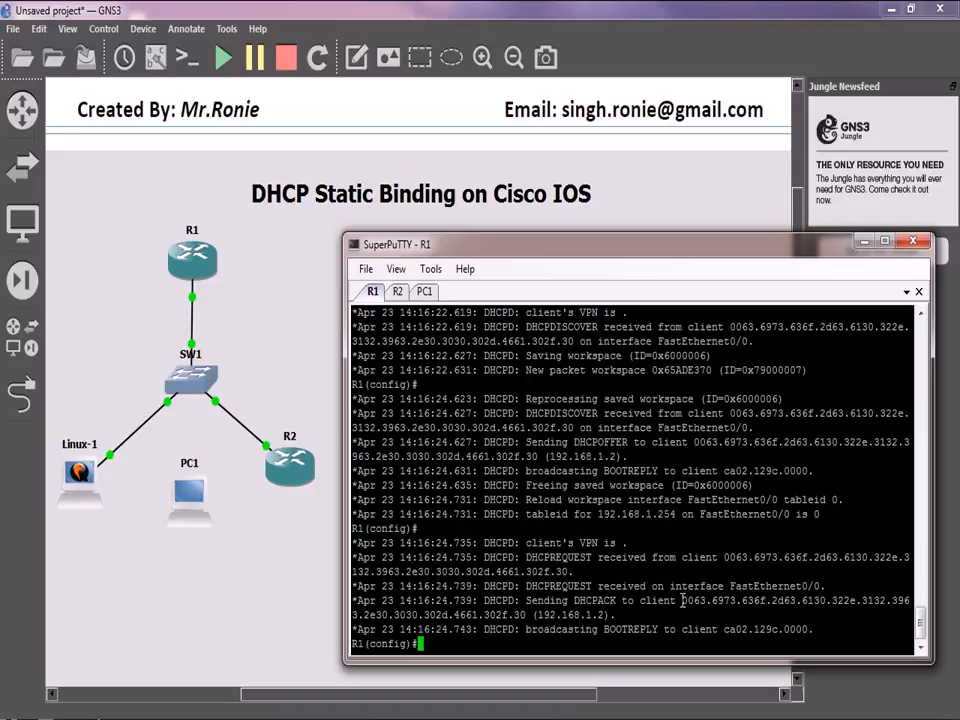 Unsaved project* — GNS3
File Edit View Control Device Annotate Tools Help
Created By: Mr.Ronie
Email: singh.ronie@gmail.com
DHCP Static Binding on Cisco IOS
R1
SW1
Linux-1
PC1
R2
Jungle Newsfeed
GNS3
Jungle
THE ONLY RESOURCE YOU NEED
The Jungle has everything you will ever
need for GNS3. Come check it out
now.
SuperPuTTY - R1
File View Tools Help
R1 R2 PC1
*Apr 23 14:16:22.619: DHCPD: client's VPN is .
*Apr 23 14:16:22.619: DHCPD: DHCPDISCOVER received from client 0063.6973.636f.2d63.6130.322e.
3132.3963.2e30.3030.302d.4661.302f.30 on interface FastEthernet0/0.
*Apr 23 14:16:22.627: DHCPD: Saving workspace (ID=0x6000006)
*Apr 23 14:16:22.631: DHCPD: New packet workspace 0x65ADE370 (ID=0x79000007)
R1(config)#
*Apr 23 14:16:24.623: DHCPD: Reprocessing saved workspace (ID=0x6000006)
*Apr 23 14:16:24.627: DHCPD: DHCPDISCOVER received from client 0063.6973.636f.2d63.6130.322e.
3132.3963.2e30.3030.302d.4661.302f.30 on interface FastEthernet0/0.
*Apr 23 14:16:24.627: DHCPD: Sending DHCPOFFER to client 0063.6973.636f.2d63.6130.322e.3132.3
963.2e30.3030.302d.4661.302f.30 (192.168.1.2).
*Apr 23 14:16:24.631: DHCPD: broadcasting BOOTREPLY to client ca02.129c.0000.
*Apr 23 14:16:24.635: DHCPD: Freeing saved workspace (ID=0x6000006)
*Apr 23 14:16:24.731: DHCPD: Reload workspace interface FastEthernet0/0 tableid 0.
*Apr 23 14:16:24.731: DHCPD: tableid for 192.168.1.254 on FastEthernet0/0 is 0
R1(config)#
*Apr 23 14:16:24.735: DHCPD: client's VPN is .
*Apr 23 14:16:24.735: DHCPD: DHCPREQUEST received from client 0063.6973.636f.2d63.6130.322e.3
132.3963.2e30.3030.302d.4661.302f.30.
*Apr 23 14:16:24.739: DHCPD: DHCPREQUEST received on interface FastEthernet0/0.
*Apr 23 14:16:24.739: DHCPD: Sending DHCPACK to client 0063.6973.636f.2d63.6130.322e.3132.396
3.2e30.3030.302d.4661.302f.30 (192.168.1.2).
*Apr 23 14:16:24.743: DHCPD: broadcasting BOOTREPLY to client ca02.129c.0000.
R1(config)#